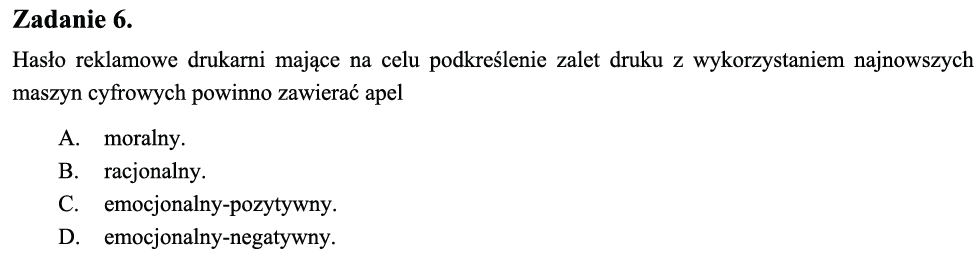 Zadanie 6.
Hasło reklamowe drukarni mające na celu podkreślenie zalet druku z wykorzystaniem najnowszych
maszyn cyfrowych powinno zawierać apel
A. moralny.
B. racjonalny.
C. emocjonalny-pozytywny.
D. emocjonalny-negatywny.